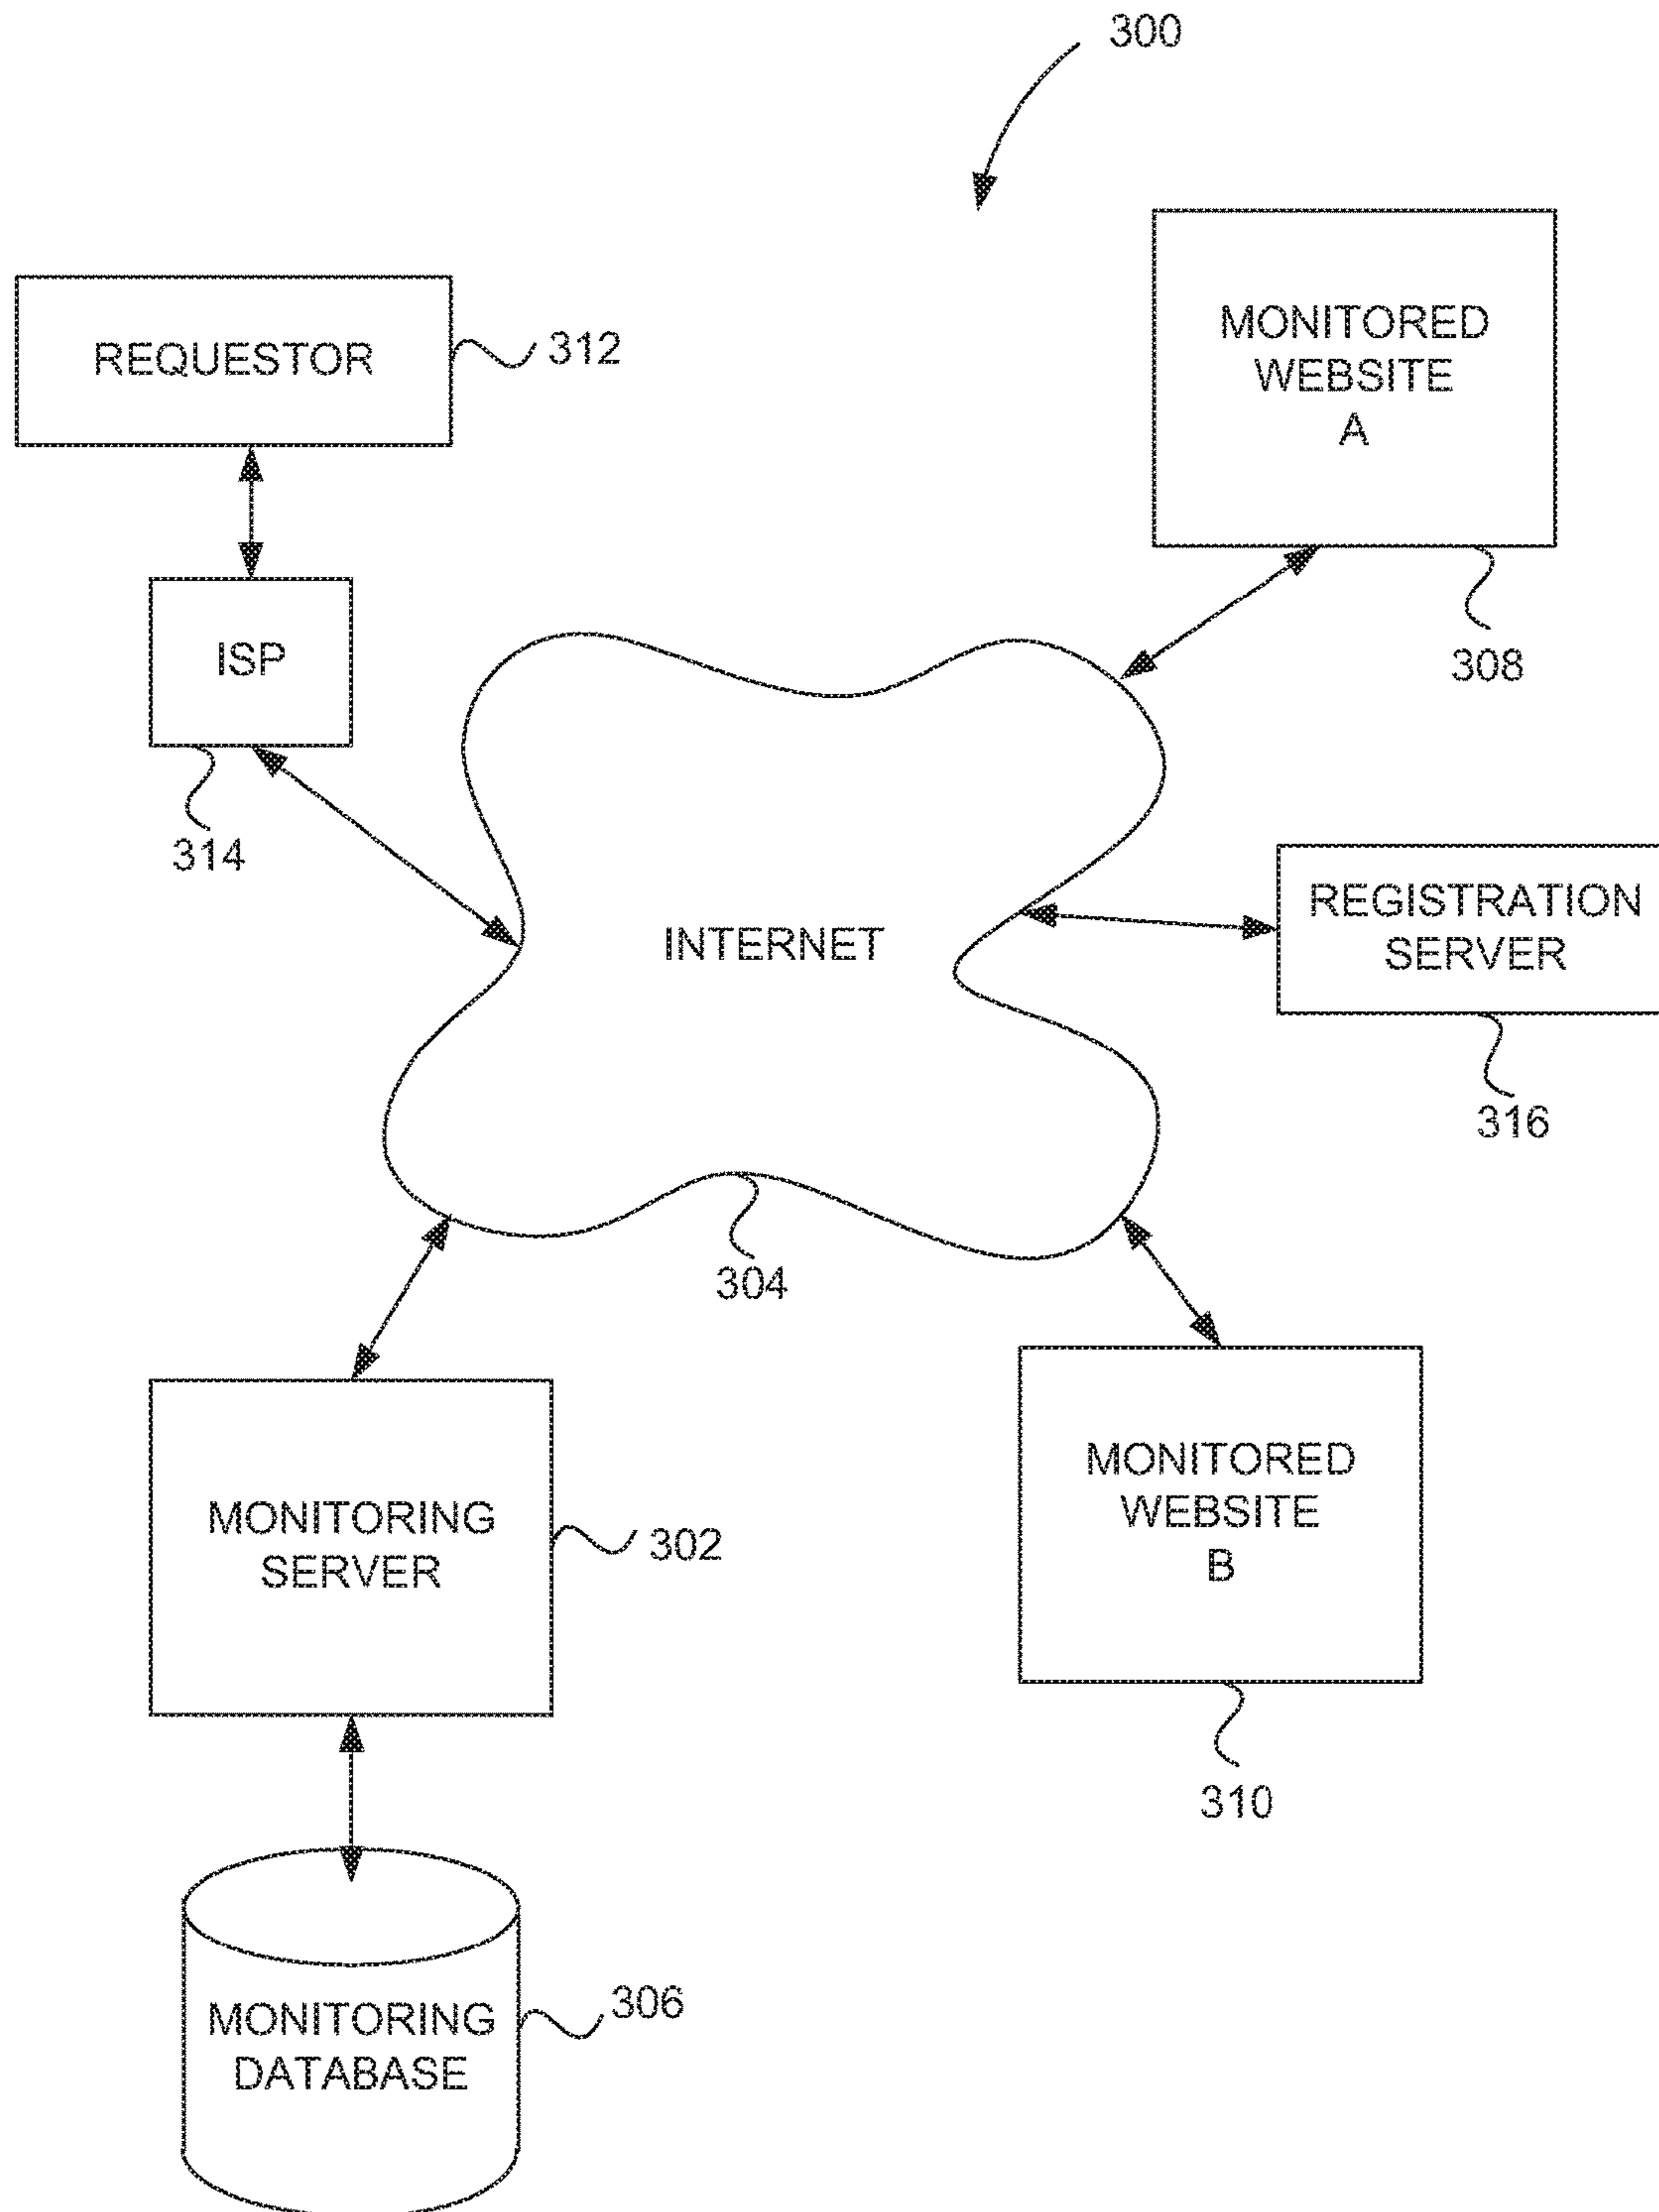 300
REQUESTOR
312
MONITORED
WEBSITE
A
308
ISP
314
INTERNET
304
REGISTRATION
SERVER
316
MONITORING
SERVER
302
MONITORED
WEBSITE
B
310
MONITORING
DATABASE
306